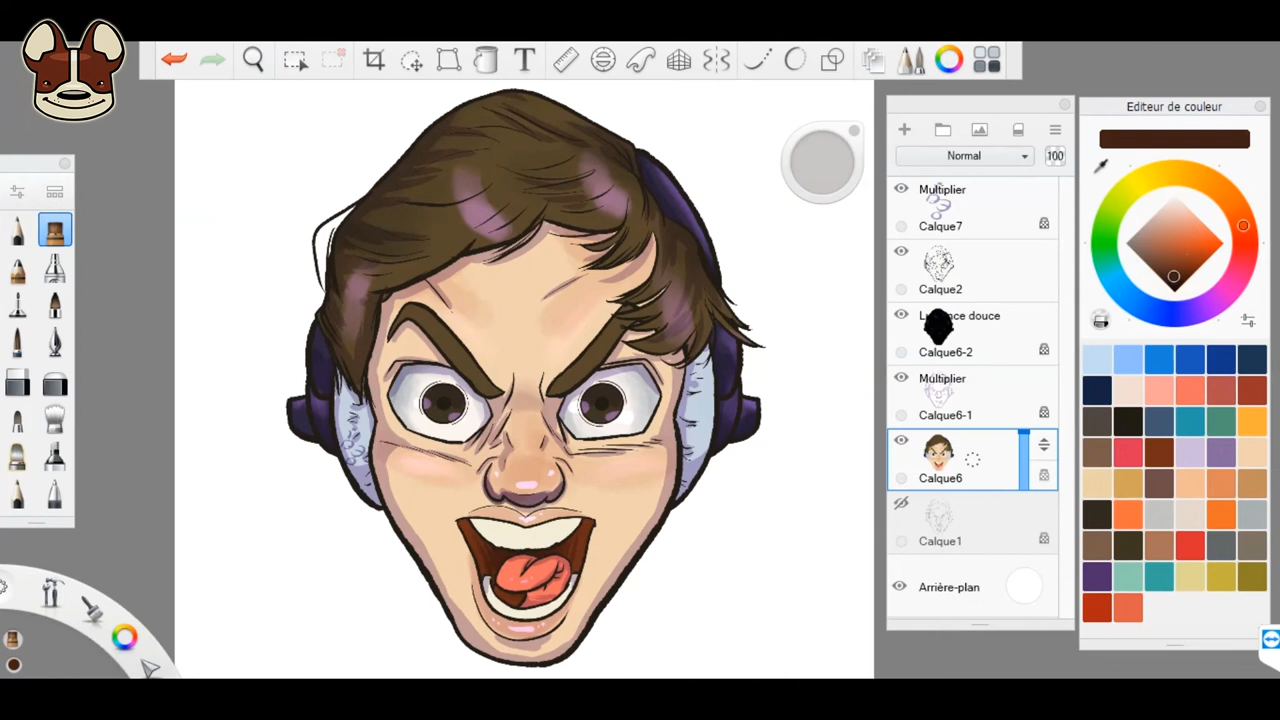 T
Editeur de couleur
Normal
100
Multiplier
Calque7
Calque2
Calque6-2
Multiplier
Calque6-1
Calque6
Calque1
Arrière-plan